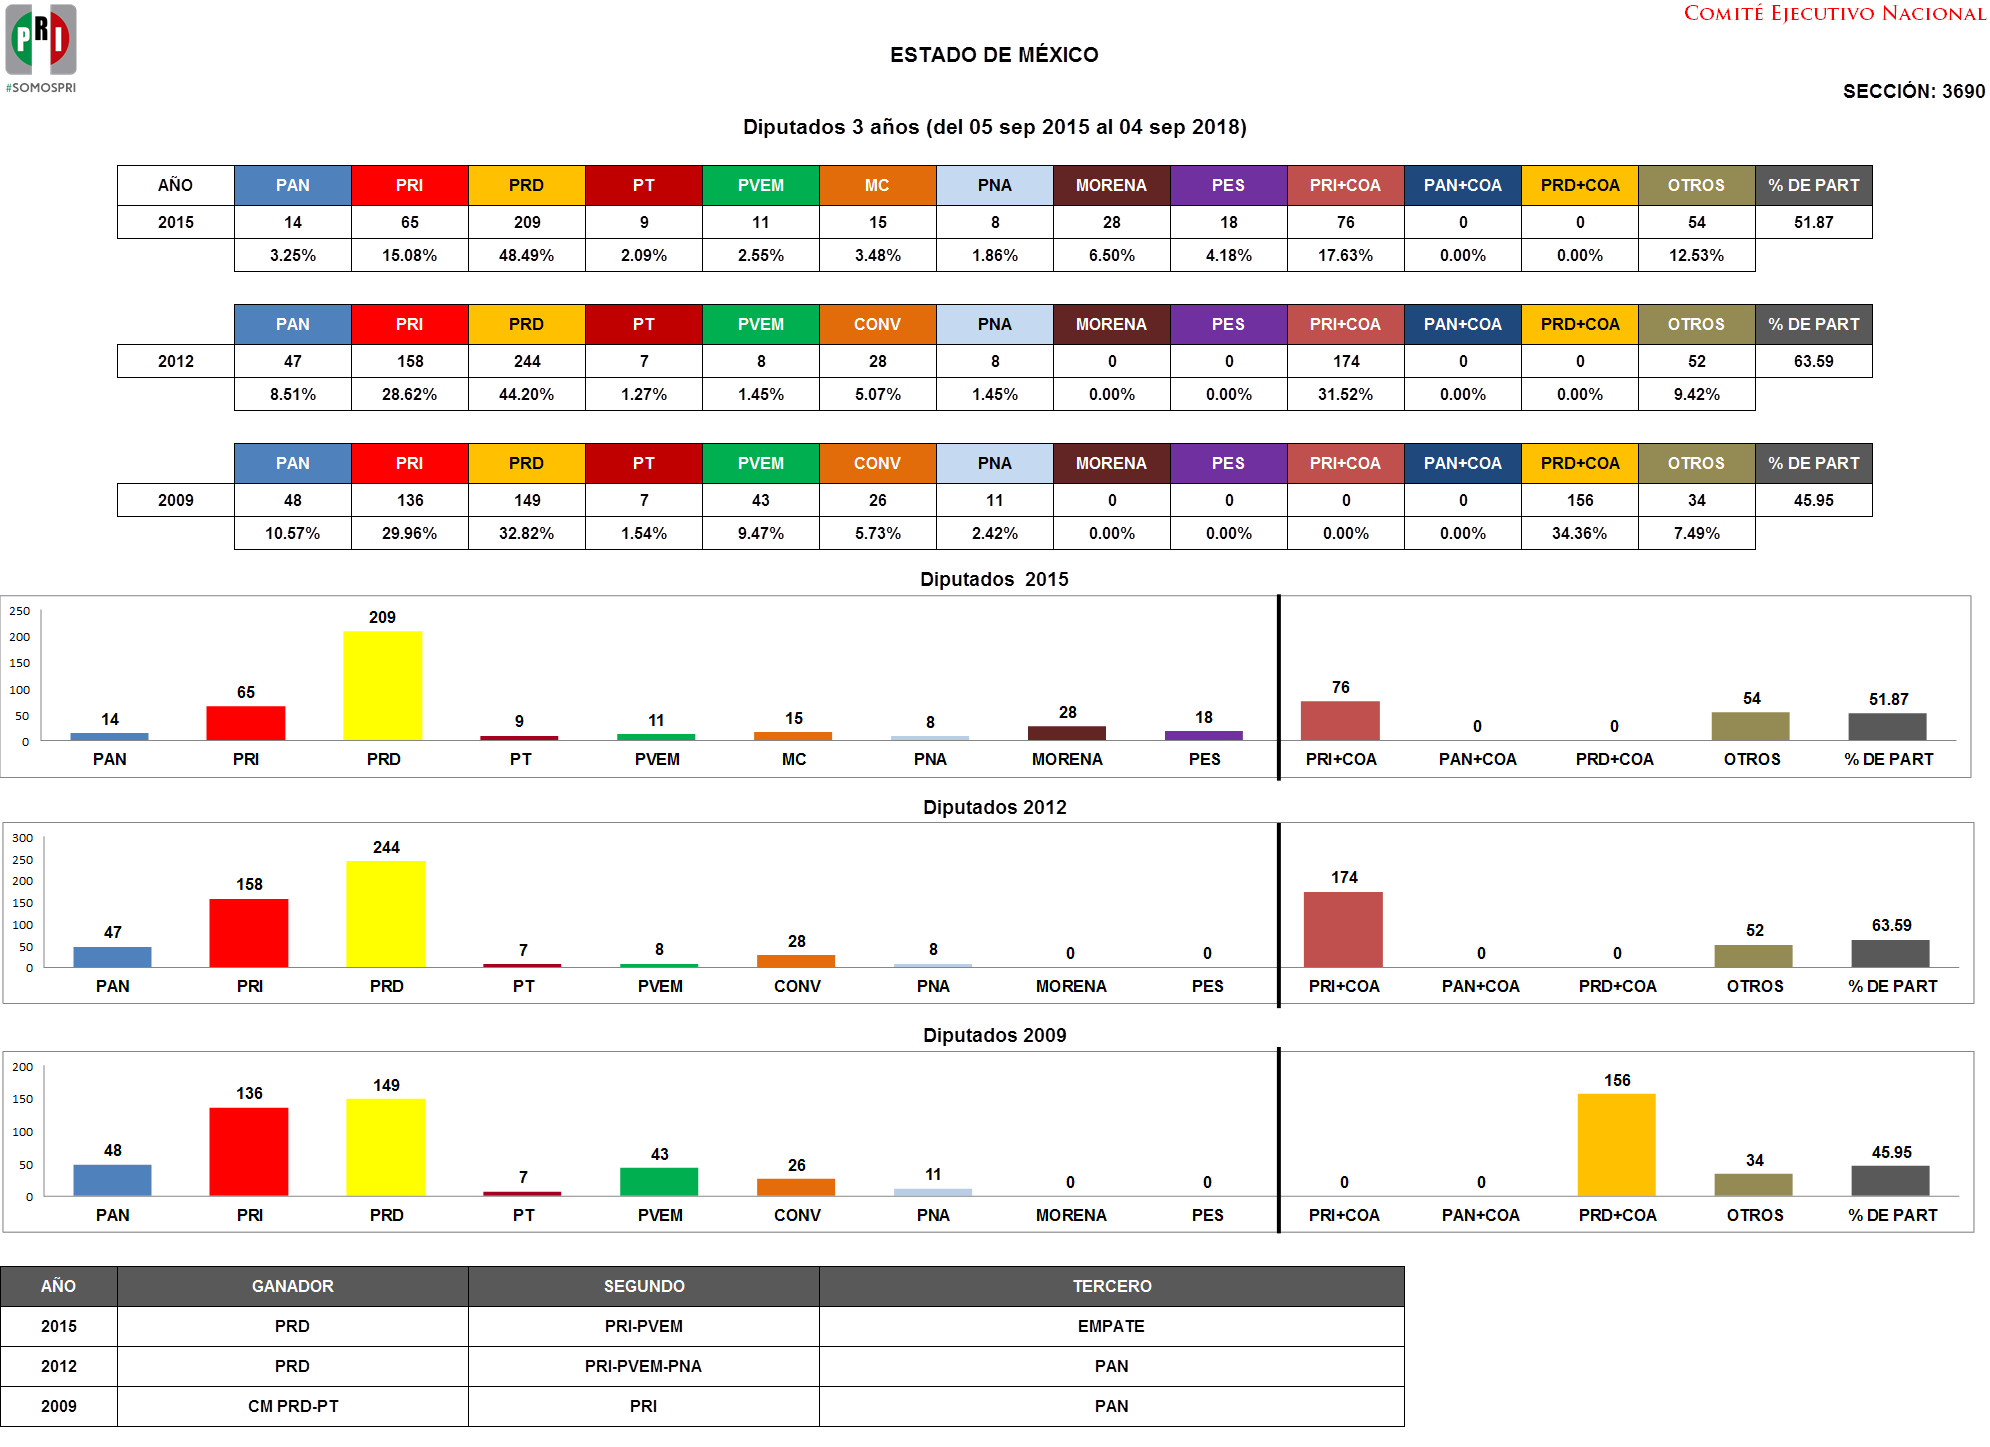 PRI
#SOMOSPRI
COMITÉ EJECUTIVO NACIONAL
ESTADO DE MÉXICO
SECCIÓN: 3690
Diputados 3 años (del 05 sep 2015 al 04 sep 2018)
AÑO PAN PRI PRD PT PVEM MC PNA MORENA PES PRI+COA PAN+COA PRD+COA OTROS % DE PART
2015 14 65 209 9 11 15 8 28 18 76 0 0 54 51.87
3.25% 15.08% 48.49% 2.09% 2.55% 3.48% 1.86% 6.50% 4.18% 17.63% 0.00% 0.00% 12.53%
PAN PRI PRD PT PVEM CONV PNA MORENA PES PRI+COA PAN+COA PRD+COA OTROS % DE PART
2012 47 158 244 7 8 28 8 0 0 174 0 0 52 63.59
8.51% 28.62% 44.20% 1.27% 1.45% 5.07% 1.45% 0.00% 0.00% 31.52% 0.00% 0.00% 9.42%
PAN PRI PRD PT PVEM CONV PNA MORENA PES PRI+COA PAN+COA PRD+COA OTROS % DE PART
2009 48 136 149 7 43 26 11 0 0 0 0 156 34 45.95
10.57% 29.96% 32.82% 1.54% 9.47% 5.73% 2.42% 0.00% 0.00% 0.00% 0.00% 34.36% 7.49%
Diputados 2015
250
200
150
100
50
0
14 65 209 9 11 15 8 28 18 76 0 0 54 51.87
PAN PRI PRD PT PVEM MC PNA MORENA PES PRI+COA PAN+COA PRD+COA OTROS % DE PART
Diputados 2012
300
250
200
150
100
50
0
47 158 244 7 8 28 8 0 0 174 0 0 52 63.59
PAN PRI PRD PT PVEM CONV PNA MORENA PES PRI+COA PAN+COA PRD+COA OTROS % DE PART
Diputados 2009
200
150
100
50
0
48 136 149 7 43 26 11 0 0 0 0 156 34 45.95
PAN PRI PRD PT PVEM CONV PNA MORENA PES PRI+COA PAN+COA PRD+COA OTROS % DE PART
AÑO GANADOR SEGUNDO TERCERO
2015 PRD PRI-PVEM EMPATE
2012 PRD PRI-PVEM-PNA PAN
2009 CM PRD-PT PRI PAN